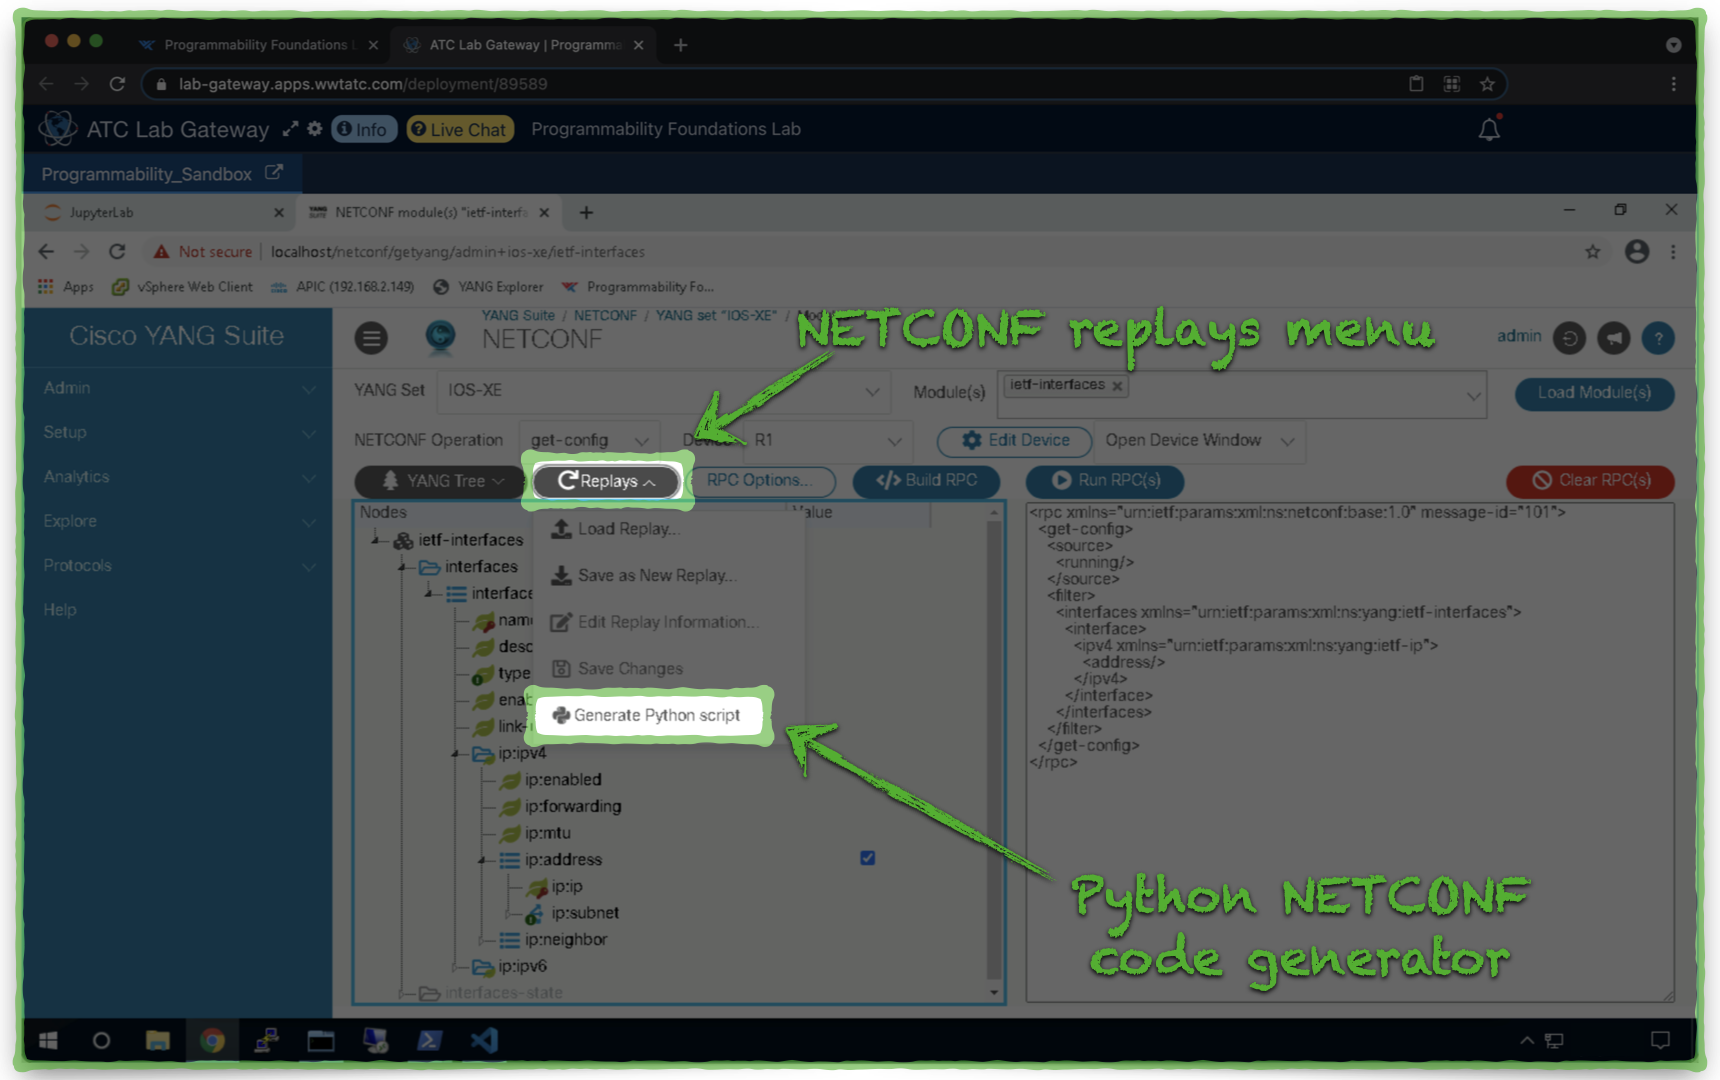 Programmability Foundations L
ATC Lab Gateway | Programma
lab-gateway.apps.wwtatc.com/deployment/89589
ATC Lab Gateway
Info
Live Chat
Programmability Foundations Lab
Programmability_Sandbox
JupyterLab
NETCONF module(s) "ietf-interfa
Not secure
localhost/netconf/getyang/admin+ios-xe/ietf-interfaces
Apps
vSphere Web Client
APIC (192.168.2.149)
YANG Explorer
Programmability Fo...
Cisco YANG Suite
YANG Suite / NETCONF / YANG set "IOS-XE" /
NETCONF
NETCONF replays menu
admin
Admin
Setup
Analytics
Explore
Protocols
Help
YANG Set
IOS-XE
Module(s)
ietf-interfaces
Load Module(s)
NETCONF Operation
get-config
R1
Edit Device
Open Device Window
YANG Tree
Replays
RPC Options...
</> Build RPC
Run RPC(s)
Clear RPC(s)
Nodes
Value
ietf-interfaces
interfaces
interface
name
desc
type
ena
link-
ip:ipv4
ip:enabled
ip:forwarding
ip:mtu
ip:address
ip:ip
ip:subnet
ip:neighbor
ip:ipv6
interfaces-state
Load Replay...
Save as New Replay...
Edit Replay Information...
Save Changes
Generate Python script
<rpc xmlns="urn:ietf:params:xml:ns:netconf:base:1.0" message-id="101">
<get-config>
<source>
<running/>
</source>
<filter>
<interfaces xmlns="urn:ietf:params:xml:ns:yang:ietf-interfaces">
<interface>
<ipv4 xmlns="urn:ietf:params:xml:ns:yang:ietf-ip">
<address/>
</ipv4>
</interface>
</interfaces>
</filter>
</get-config>
</rpc>
Python NETCONF
code generator